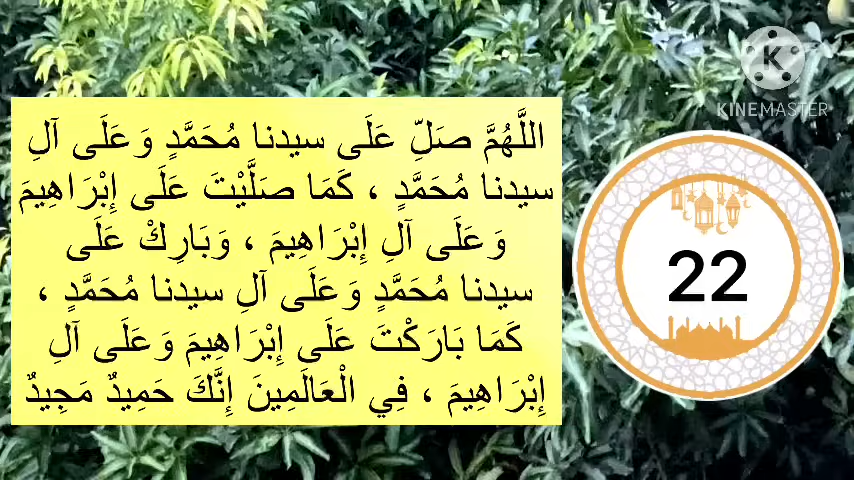 اللَّهُمَّ صَلِّ عَلَى سيدنا مُحَمَّدٍ وَعَلَى آلِ
سيدنا مُحَمَّدٍ ، كَمَا صَلَّيْتَ عَلَى إِبْرَاهِيمَ
وَعَلَى آلِ إِبْرَاهِيمَ ، وَبَارِكْ عَلَى
سيدنا مُحَمَّدٍ وَعَلَى آلِ سيدنا مُحَمَّدٍ ،
كَمَا بَارَكْتَ عَلَى إِبْرَاهِيمَ وَعَلَى آلِ
إِبْرَاهِيمَ ، فِي الْعَالَمِينَ إِنَّكَ حَمِيدٌ مَجِيدٌ
22
KINEMASTER